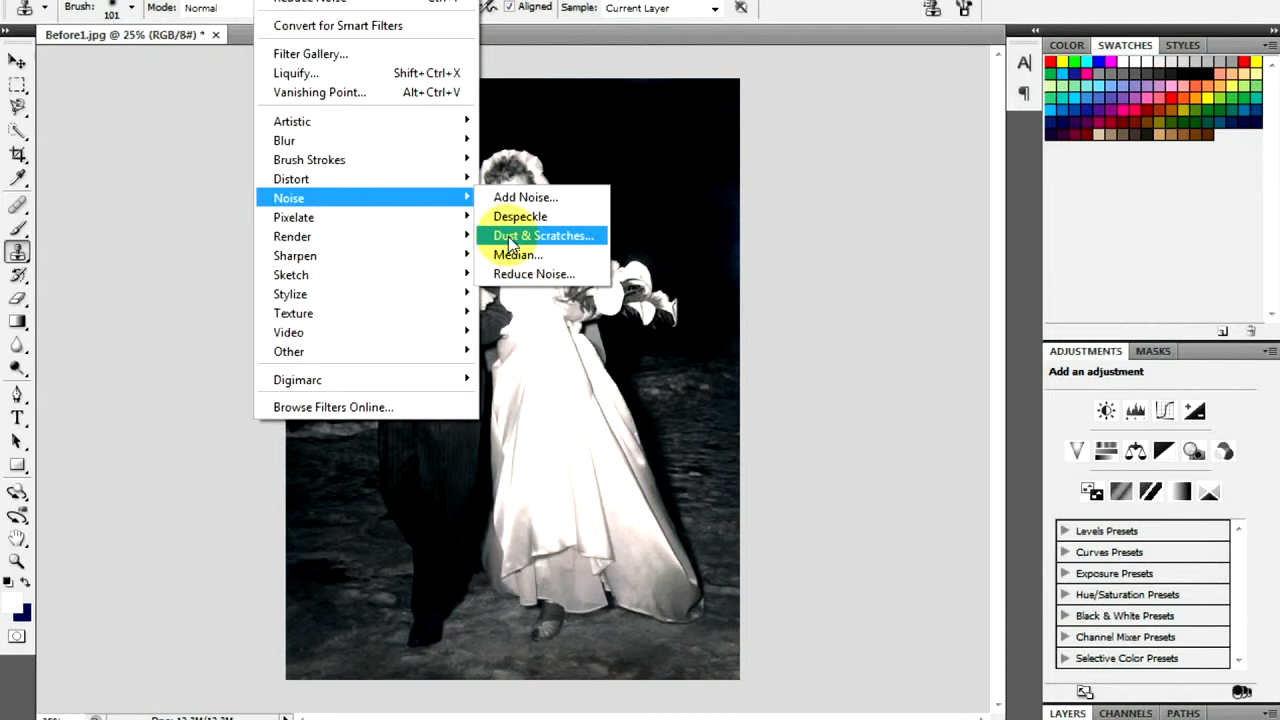 Brush: 101 Mode: Normal Aligned Sample: Current Layer
Before1.jpg @ 25% (RGB/8#) * ×
Convert for Smart Filters
Filter Gallery...
Liquify... Shift+Ctrl+X
Vanishing Point... Alt+Ctrl+V
Artistic
Blur
Brush Strokes
Distort
Noise
Pixelate
Render
Sharpen
Sketch
Stylize
Texture
Video
Other
Digimarc
Browse Filters Online...
Add Noise...
Despeckle
Dust & Scratches...
Median...
Reduce Noise...
COLOR SWATCHES STYLES
ADJUSTMENTS MASKS
Add an adjustment
Levels Presets
Curves Presets
Exposure Presets
Hue/Saturation Presets
Black & White Presets
Channel Mixer Presets
Selective Color Presets
LAYERS CHANNELS PATHS